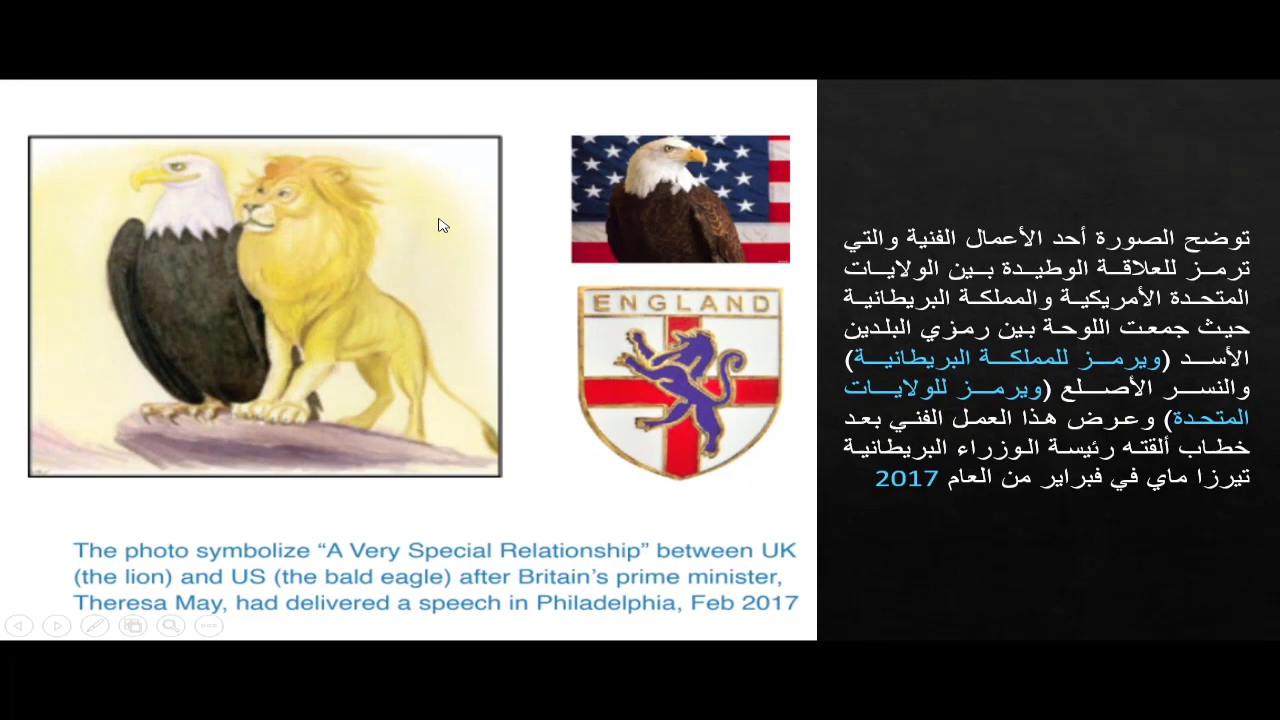 ENGLAND
The photo symbolize “A Very Special Relationship” between UK
(the lion) and US (the bald eagle) after Britain’s prime minister,
Theresa May, had delivered a speech in Philadelphia, Feb 2017
توضح الصورة أحد الأعمال الفنية والتي
ترمز للعلاقة الوطيدة بين الولايات
المتحدة الأمريكية والمملكة البريطانية
حيث جمعت اللوحة بين رمزي البلدين
الأسد (ويرمز للمملكة البريطانية)
والنسر الأصلع (ويرمز للولايات
المتحدة) وعرض هذا العمل الفني بعد
خطاب ألقته رئيسة الوزراء البريطانية
تيرزا ماي في فبراير من العام 2017